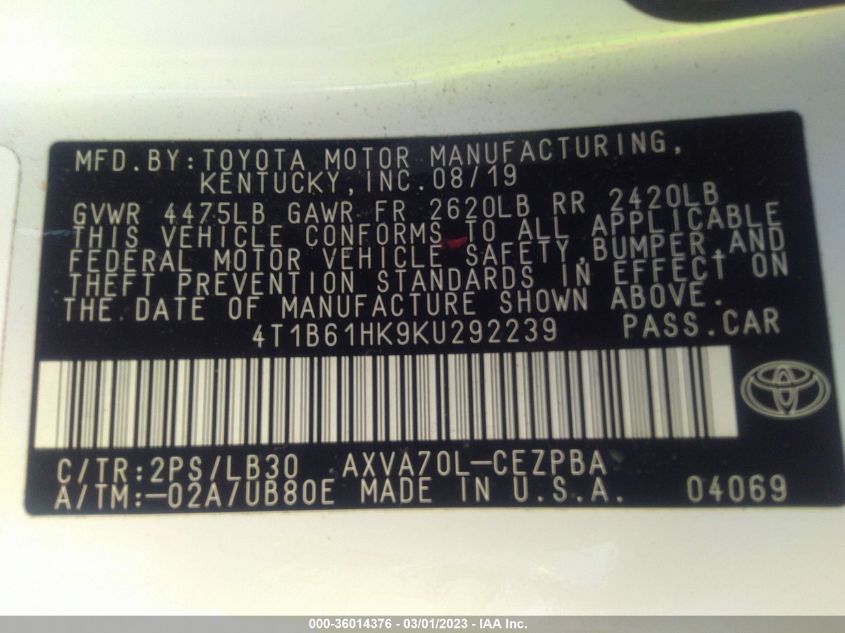 MFD.BY:TOYOTA MOTOR MANUFACTURING,
KENTUCKY,INC.08/19
GVWR 4475LB GAWR FR 2620LB RR 2420LB
THIS VEHICLE CONFORMS TO ALL APPLICABLE
FEDERAL MOTOR VEHICLE SAFETY,BUMPER,AND
THEFT PREVENTION STANDARDS IN EFFECT ON
THE DATE OF MANUFACTURE SHOWN ABOVE.
4T1B61HK9KU292239 PASS.CAR
C/TR:2PS/LB30 AXVA70L-CEZPBA
A/TM:-02A/UB80E MADE IN U.S.A. 04069
000-36014376 - 03/01/2023 - IAA Inc.